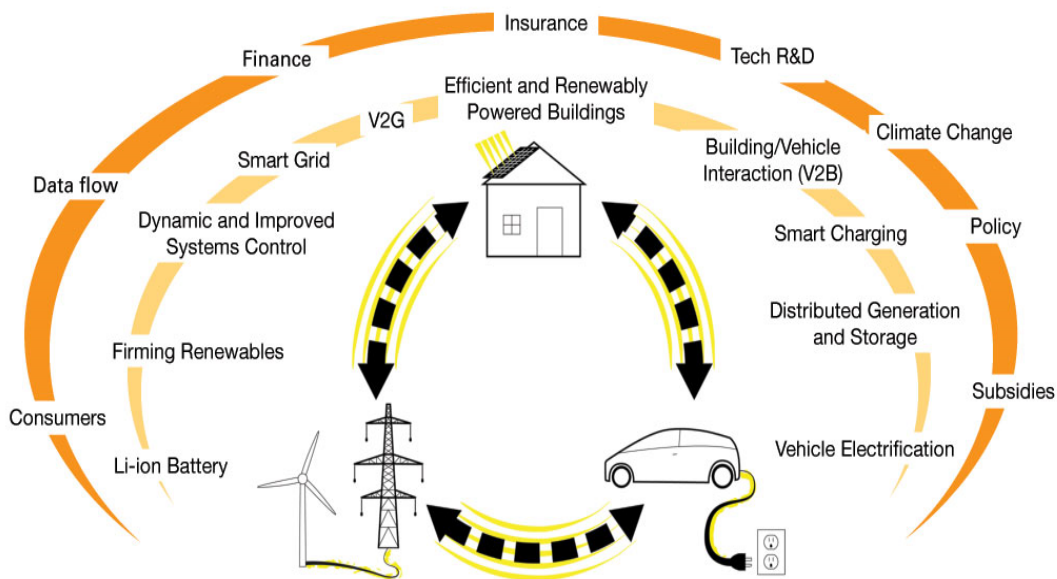 Insurance
Finance
Tech R&D
Efficient and Renewably
Powered Buildings
V2G
Climate Change
Building/Vehicle
Interaction (V2B)
Smart Grid
Data flow
Dynamic and Improved
Systems Control
Smart Charging
Policy
Distributed Generation
and Storage
Firming Renewables
Subsidies
Consumers
Vehicle Electrification
Li-ion Battery